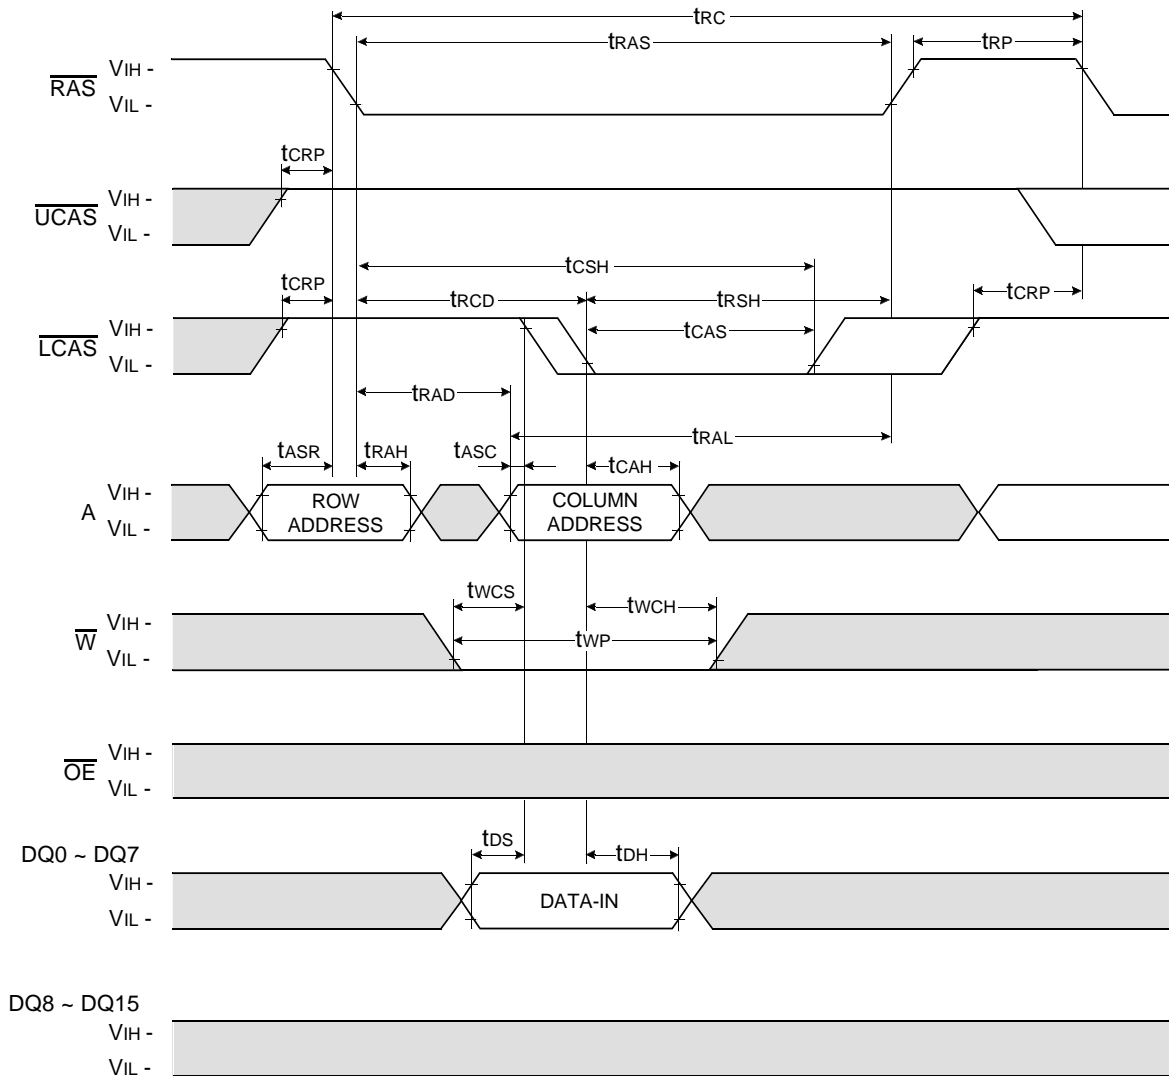 tRC
tRAS
tRP
RAS
VIH -
VIL -
tCRP
UCAS
VIH -
VIL -
tCSH
tCRP
tRCD
tRSH
tCRP
LCAS
VIH -
VIL -
tCAS
tRAD
tRAL
tASR
tRAH
tASC
tCAH
A
VIH -
VIL -
ROW
ADDRESS
COLUMN
ADDRESS
tWCS
tWCH
tWP
W
VIH -
VIL -
OE
VIH -
VIL -
tDS
tDH
DQ0 ~ DQ7
VIH -
VIL -
DATA-IN
DQ8 ~ DQ15
VIH -
VIL -